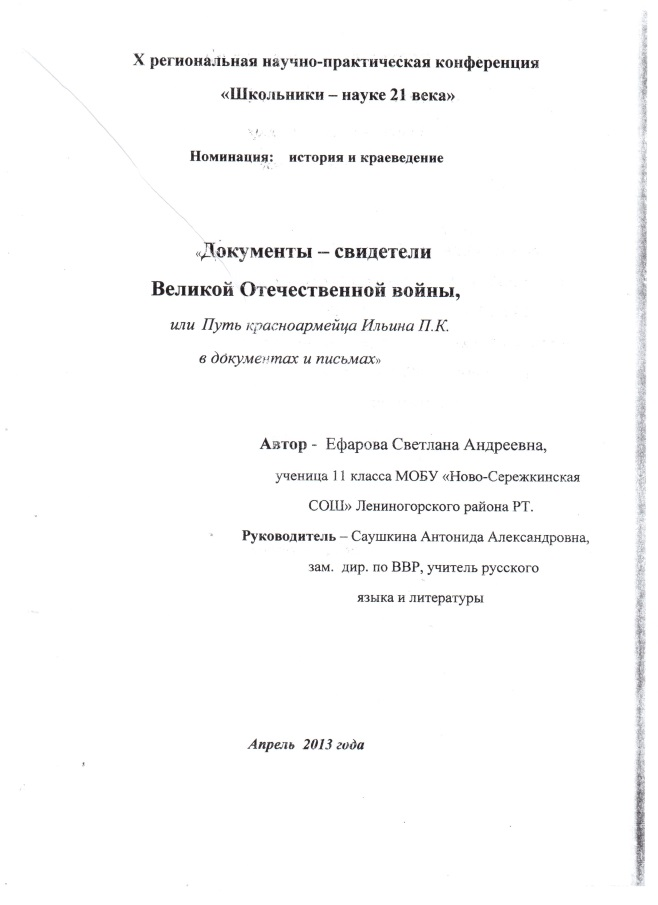 X региональная научно-практическая конференция
«Школьники – науке 21 века»
Номинация: история и краеведение
«Документы – свидетели
Великой Отечественной войны,
или Путь красноармейца Ильина П.К.
в документах и письмах»
Автор - Ефарова Светлана Андреевна,
ученица 11 класса МОБУ «Ново-Сережкинская
СОШ» Лениногорского района РТ.
Руководитель – Саушкина Антонида Александровна,
зам. дир. по ВВР, учитель русского
языка и литературы
Апрель 2013 года